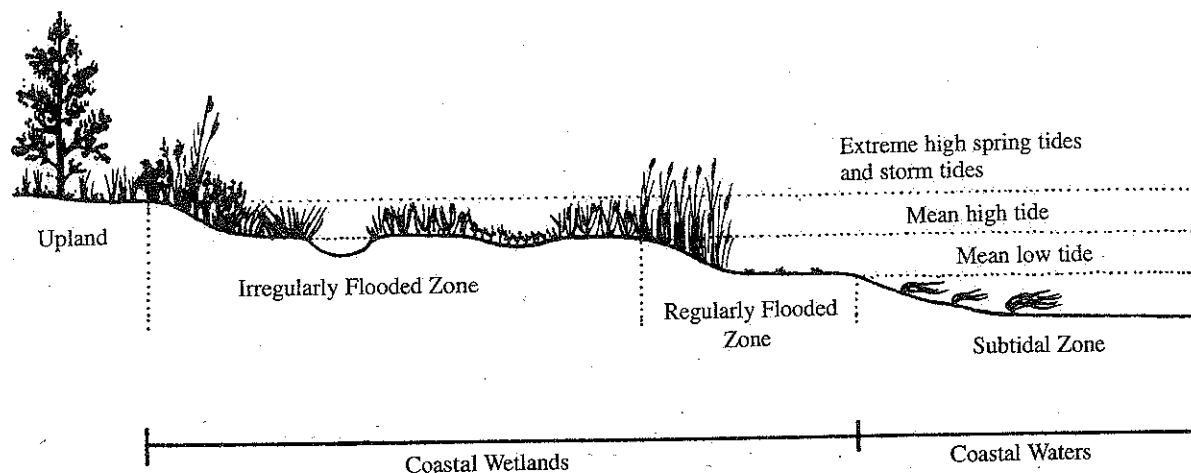 Extreme high spring tides
and storm tides
Mean high tide
Upland
Mean low tide
Irregularly Flooded Zone
Regularly Flooded
Zone
Subtidal Zone
Coastal Wetlands
Coastal Waters